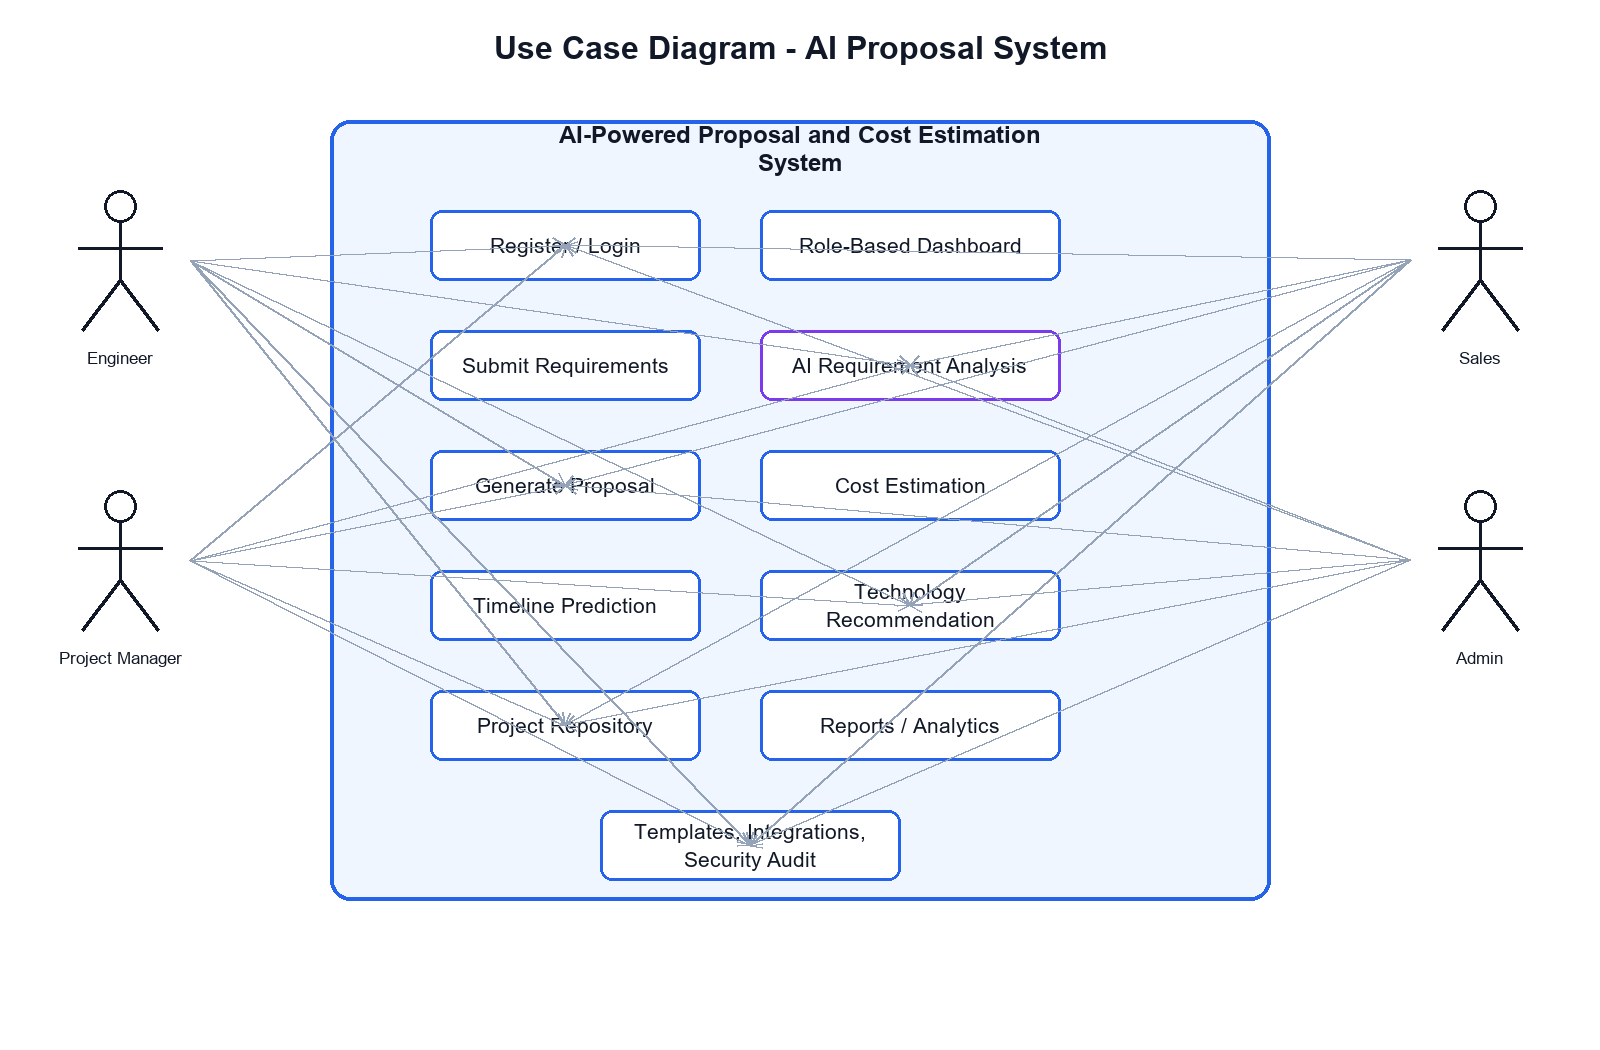 Use Case Diagram - AI Proposal System
AI-Powered Proposal and Cost Estimation
System
Register / Login
Role-Based Dashboard
Engineer
Sales
Submit Requirements
AI Requirement Analysis
Generate Proposal
Cost Estimation
Timeline Prediction
Technology
Recommendation
Project Manager
Admin
Project Repository
Reports / Analytics
Templates, Integrations,
Security Audit